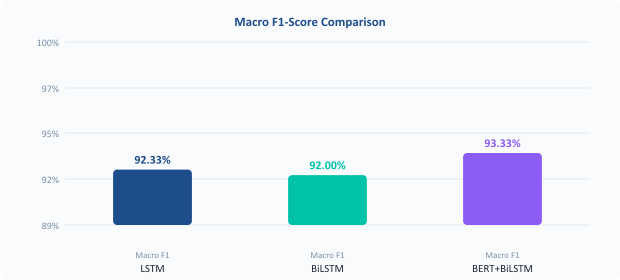 Macro F1-Score Comparison
100%
97%
95%
92%
89%
92.33%
92.00%
93.33%
Macro F1
LSTM
Macro F1
BiLSTM
Macro F1
BERT+BiLSTM